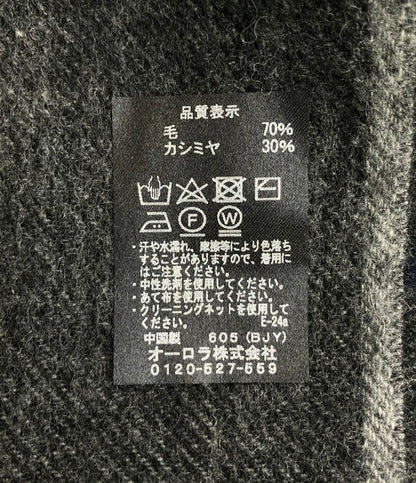 品質表示
毛 70%
カシミヤ 30%
F W
・汗や水濡れ、摩擦等により色落ち
することがありますので、着用に
はご注意ください。
・中性洗剤を使用してください。
・あて布を使用してください。
・クリーニングネットを使用して
ください。 E-24a
中国製 605 (BJY)
オーロラ株式会社
0120-527-559